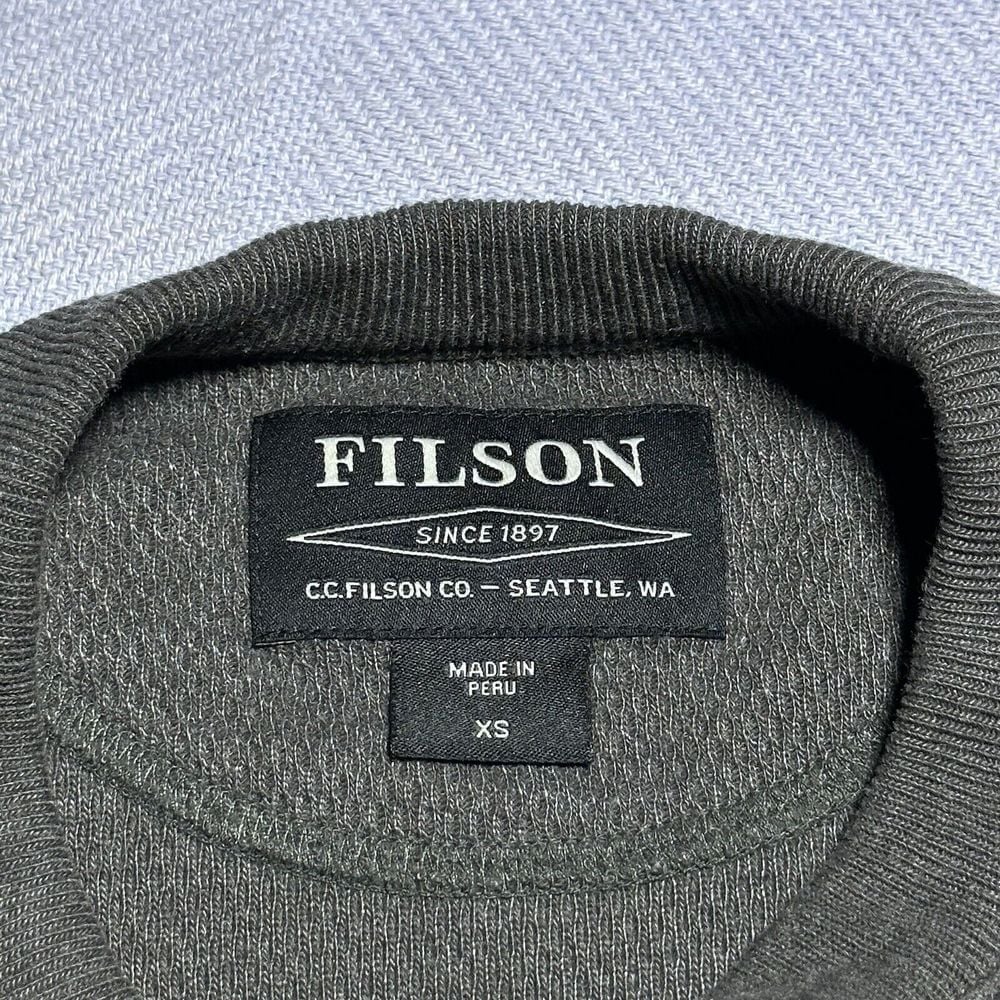 FILSON
SINCE 1897
C.C.FILSON CO. — SEATTLE, WA
MADE IN
PERU
XS